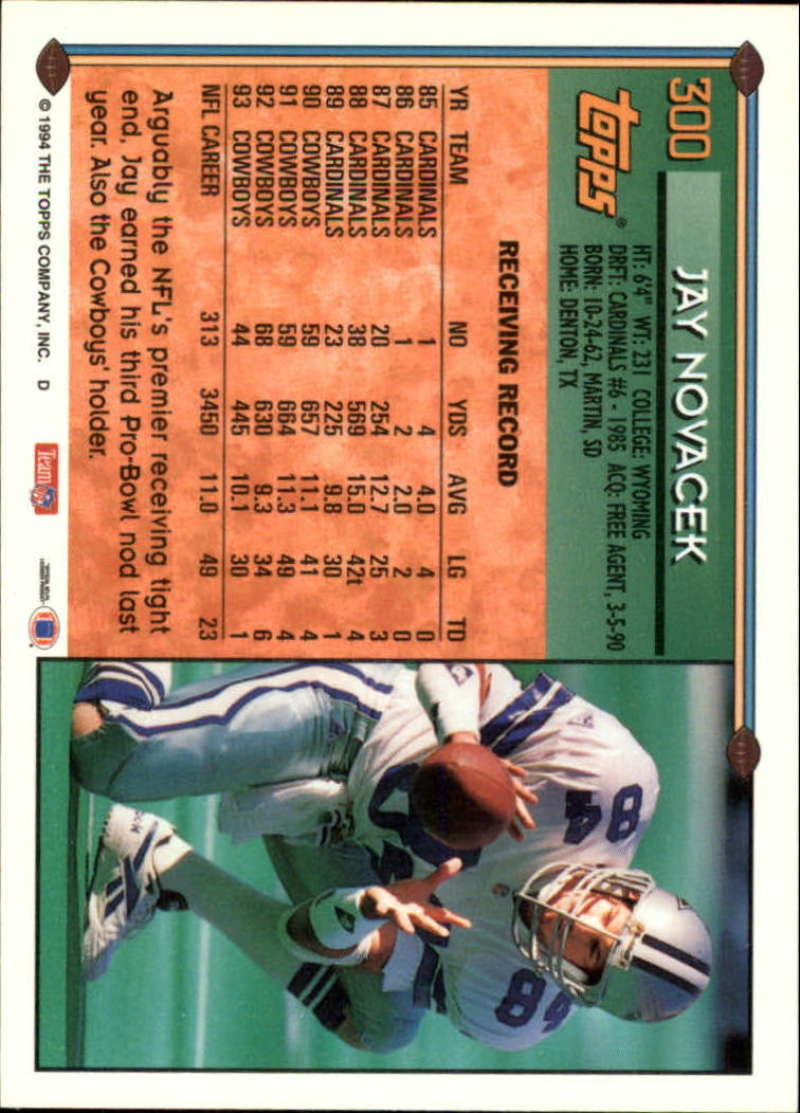 300
JAY NOVACEK
topps®
HT: 6'4" WT: 231 COLLEGE: WYOMING
DRFT: CARDINALS #6 - 1985 ACQ: FREE AGENT, 3-5-90
BORN: 10-24-62, MARTIN, SD
HOME: DENTON, TX
RECEIVING RECORD
YR TEAM NO YDS AVG LG TD
85 CARDINALS 1 4 4.0 4 0
86 CARDINALS 1 2 2.0 2 0
87 CARDINALS 20 254 12.7 25 3
88 CARDINALS 38 569 15.0 42t 4
89 CARDINALS 23 225 9.8 30 1
90 COWBOYS 59 657 11.1 41 4
91 COWBOYS 59 664 11.3 49 4
92 COWBOYS 68 630 9.3 34 6
93 COWBOYS 44 445 10.1 30 1
NFL CAREER 313 3450 11.0 49 23
Arguably the NFL's premier receiving tight
end, Jay earned his third Pro-Bowl nod last
year. Also the Cowboys' holder.
© 1994 THE TOPPS COMPANY, INC. D
Team
84
84